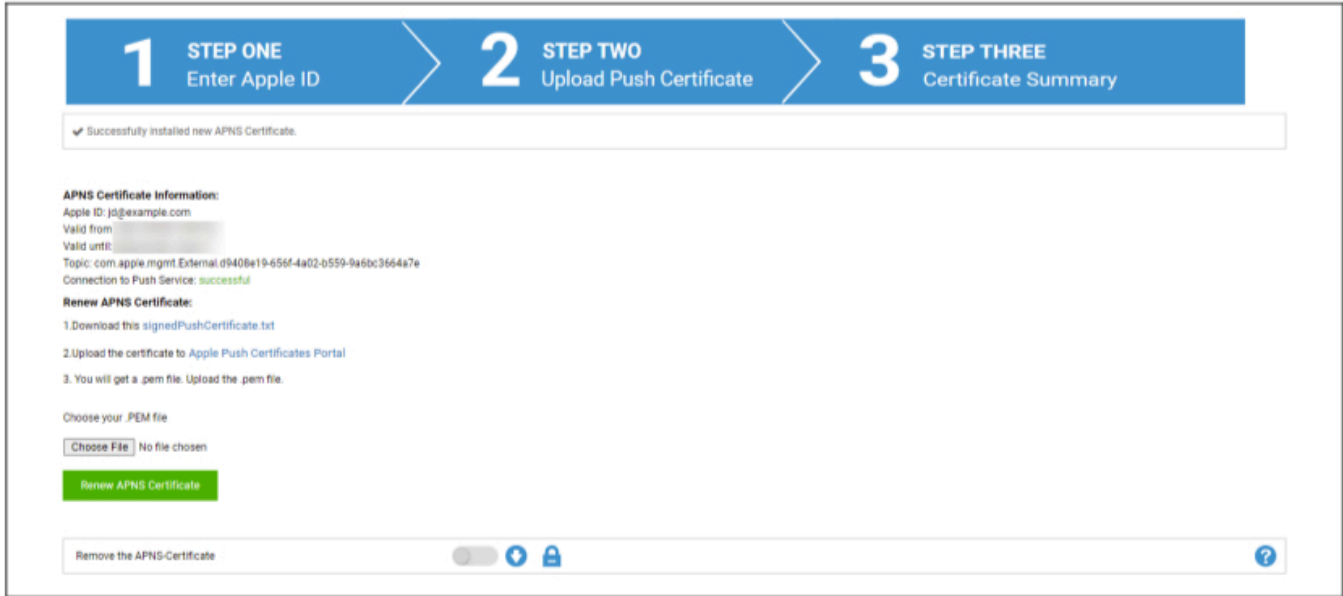 1 STEP ONE
Enter Apple ID
2 STEP TWO
Upload Push Certificate
3 STEP THREE
Certificate Summary
Successfully installed new APNS Certificate.
APNS Certificate Information:
Apple ID: jd@example.com
Valid from
Valid until:
Topic: com.apple.mgmt.External.d9408e19-656f-4a02-b559-9a6bc3664a7e
Connection to Push Service: successful
Renew APNS Certificate:
1.Download this signedPushCertificate.txt
2.Upload the certificate to Apple Push Certificates Portal
3. You will get a .pem file. Upload the .pem file.
Choose your .PEM file
Choose File No file chosen
Renew APNS Certificate
Remove the APNS-Certificate
?